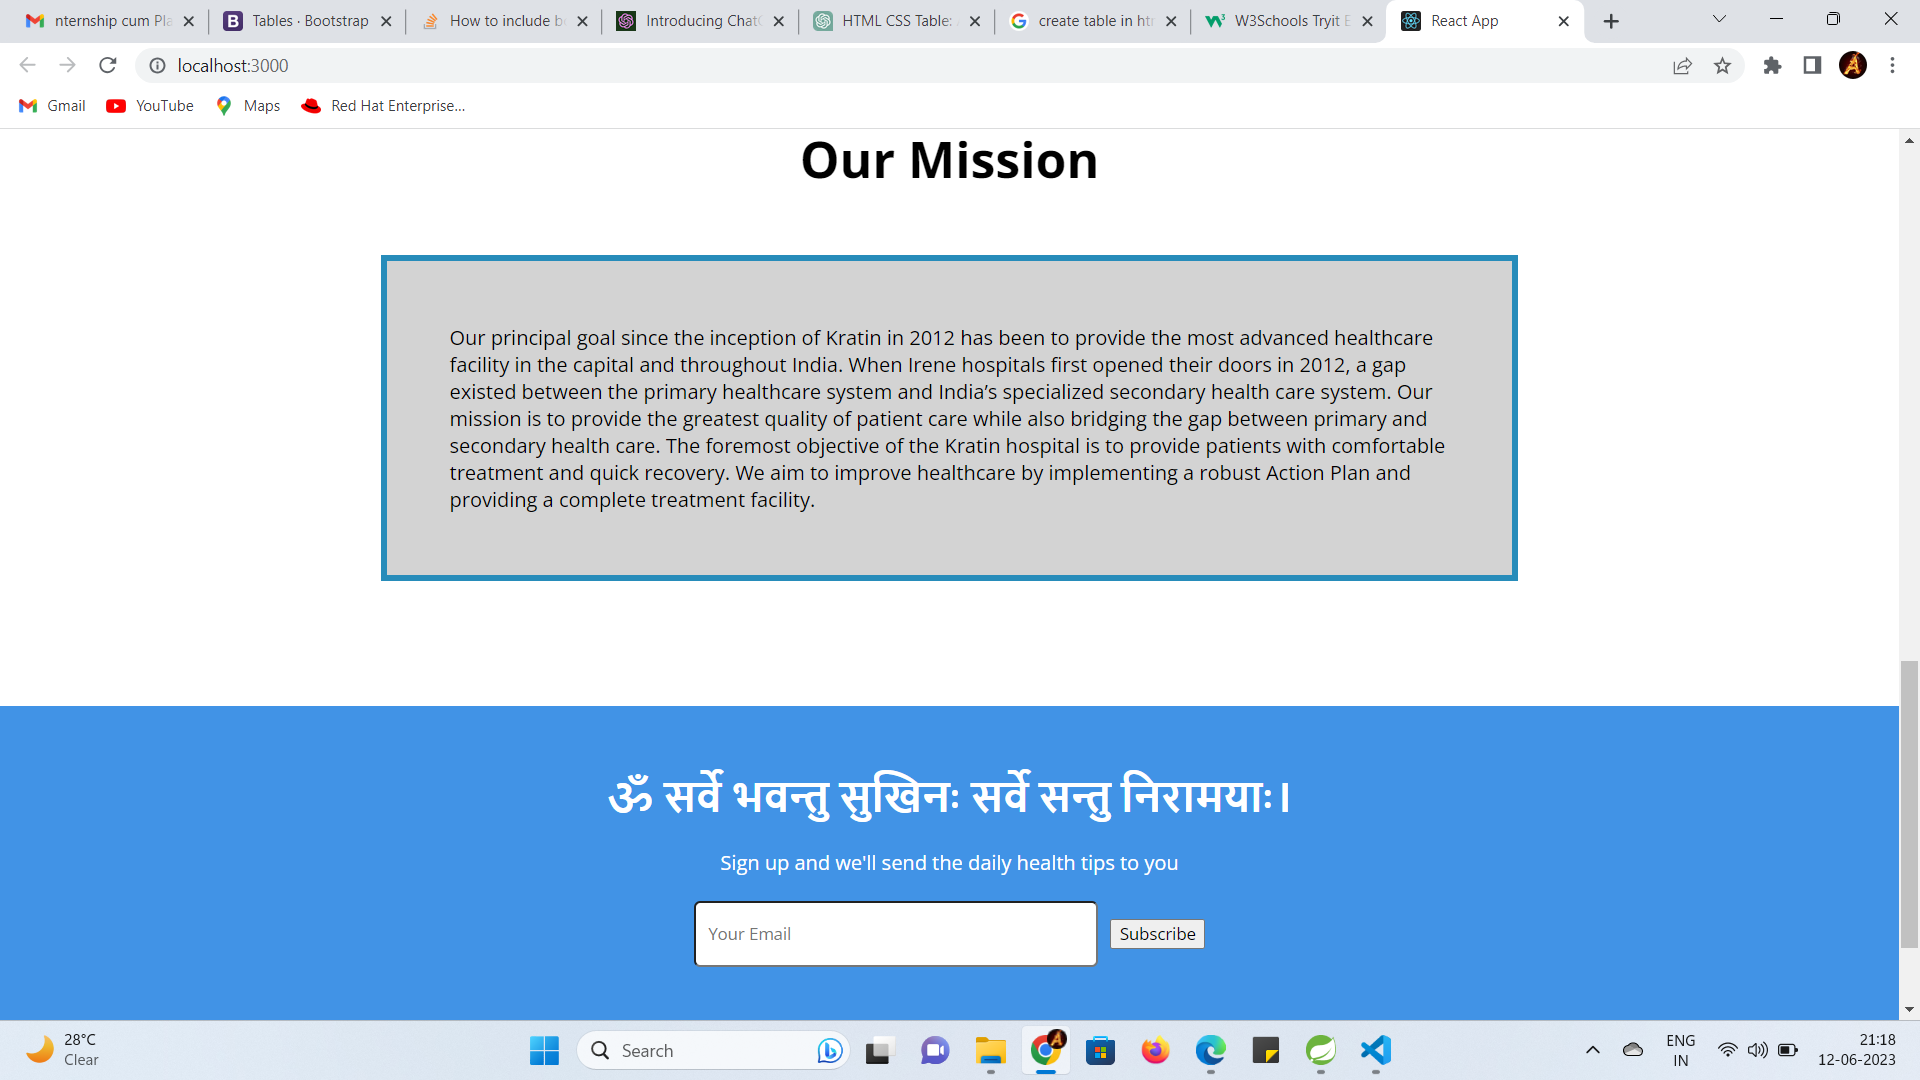 nternship cum Pla
Tables · Bootstrap
How to include b
Introducing Chat
HTML CSS Table:
create table in ht
W3Schools Tryit E
React App
localhost:3000
Gmail
YouTube
Maps
Red Hat Enterprise...
Our Mission
Our principal goal since the inception of Kratin in 2012 has been to provide the most advanced healthcare
facility in the capital and throughout India. When Irene hospitals first opened their doors in 2012, a gap
existed between the primary healthcare system and India’s specialized secondary health care system. Our
mission is to provide the greatest quality of patient care while also bridging the gap between primary and
secondary health care. The foremost objective of the Kratin hospital is to provide patients with comfortable
treatment and quick recovery. We aim to improve healthcare by implementing a robust Action Plan and
providing a complete treatment facility.
ॐ सर्वे भवन्तु सुखिनः सर्वे सन्तु निरामयाः।
Sign up and we'll send the daily health tips to you
Your Email
Subscribe
28°C
Clear
Search
ENG
IN
21:18
12-06-2023